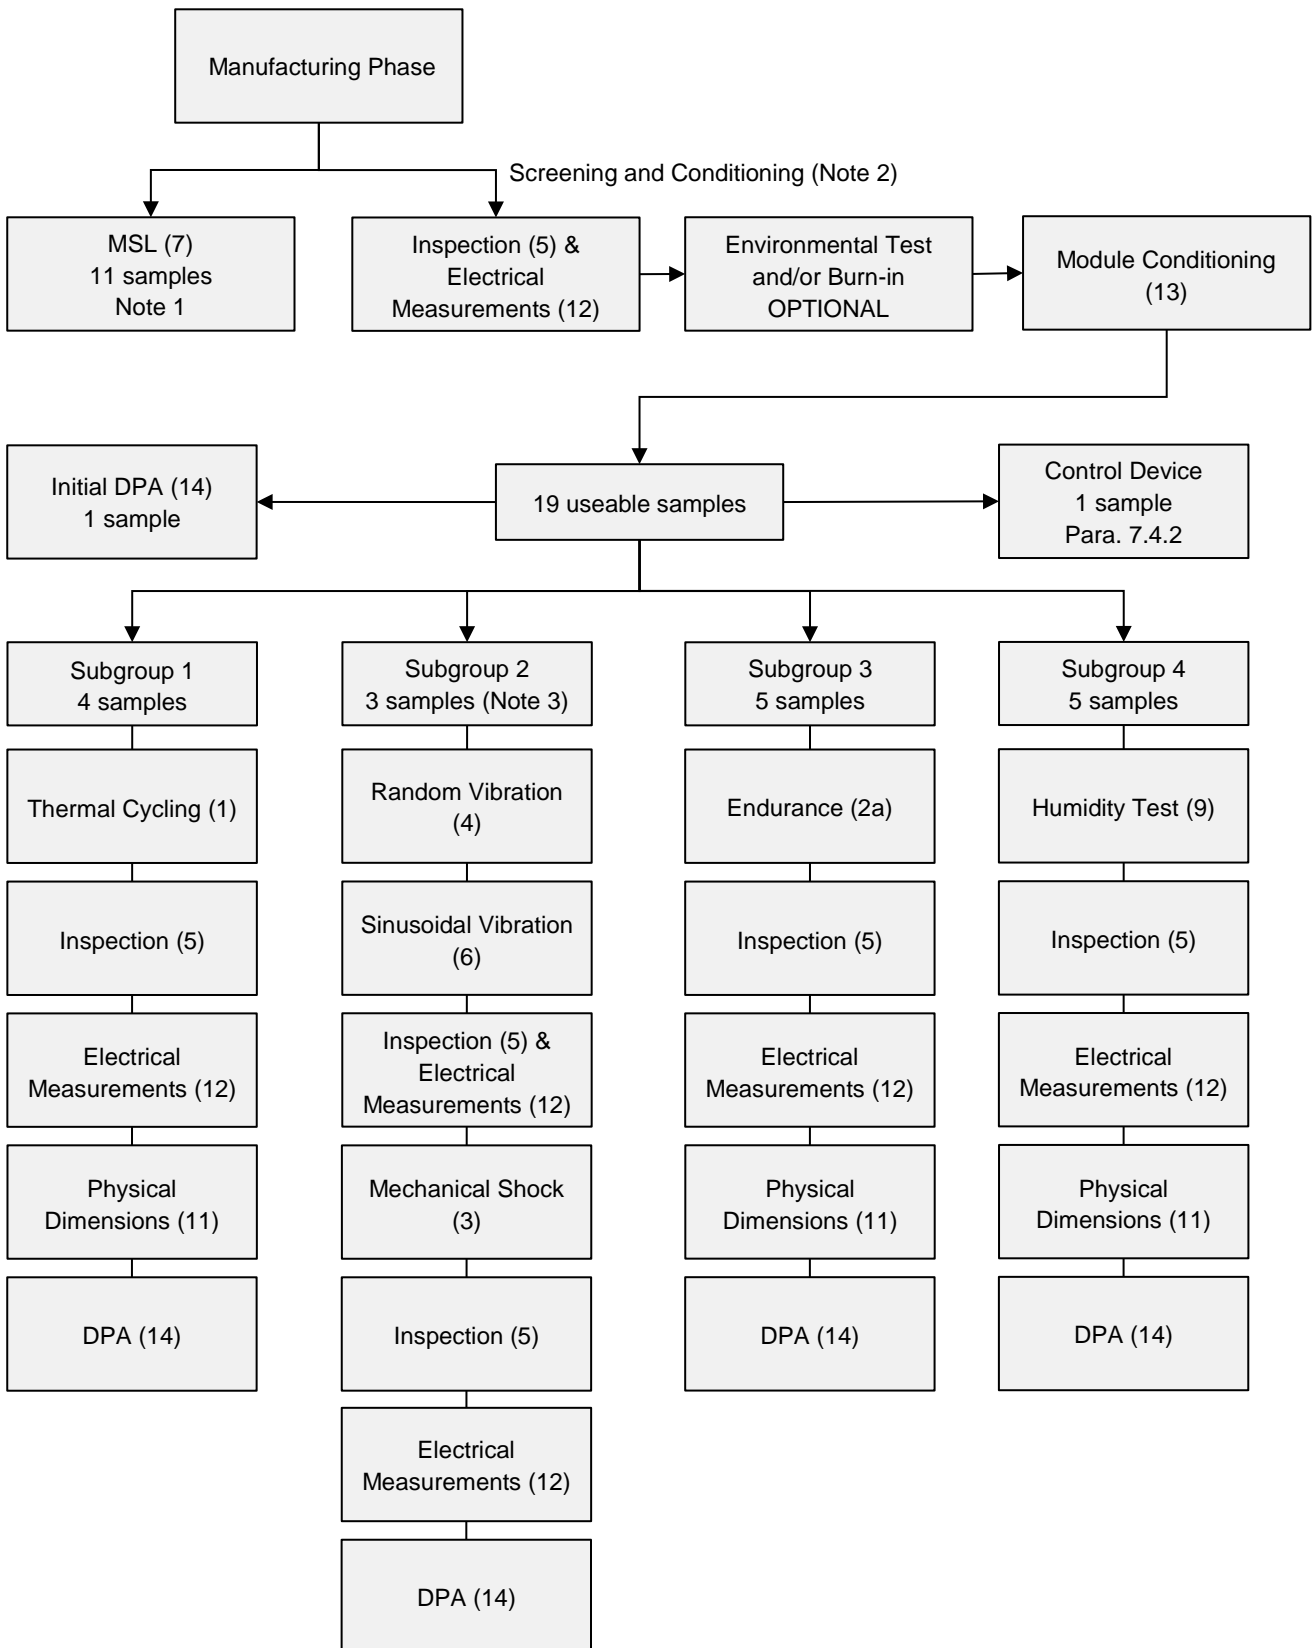 Manufacturing Phase
Screening and Conditioning (Note 2)
MSL (7)
11 samples
Note 1
Inspection (5) &
Electrical
Measurements (12)
Environmental Test
and/or Burn-in
OPTIONAL
Module Conditioning
(13)
Initial DPA (14)
1 sample
19 useable samples
Control Device
1 sample
Para. 7.4.2
Subgroup 1
4 samples
Thermal Cycling (1)
Inspection (5)
Electrical
Measurements (12)
Physical
Dimensions (11)
DPA (14)
Subgroup 2
3 samples (Note 3)
Random Vibration
(4)
Sinusoidal Vibration
(6)
Inspection (5) &
Electrical
Measurements (12)
Mechanical Shock
(3)
Inspection (5)
Electrical
Measurements (12)
DPA (14)
Subgroup 3
5 samples
Endurance (2a)
Inspection (5)
Electrical
Measurements (12)
Physical
Dimensions (11)
DPA (14)
Subgroup 4
5 samples
Humidity Test (9)
Inspection (5)
Electrical
Measurements (12)
Physical
Dimensions (11)
DPA (14)